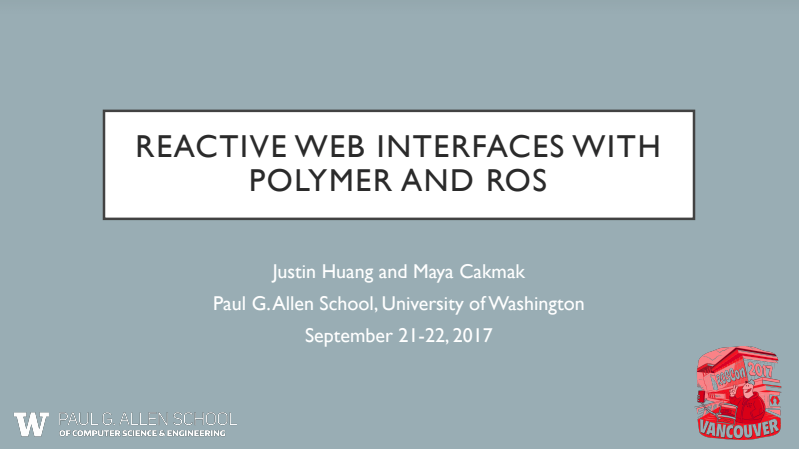 REACTIVE WEB INTERFACES WITH
POLYMER AND ROS
Justin Huang and Maya Cakmak
Paul G. Allen School, University of Washington
September 21-22, 2017
W PAUL G. ALLEN SCHOOL
OF COMPUTER SCIENCE & ENGINEERING
ROSCon 2017
VANCOUVER